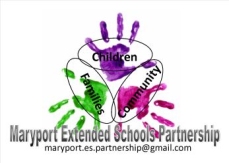 Children
Families
Community
Maryport Extended Schools Partnership
maryport.es.partnership@gmail.com